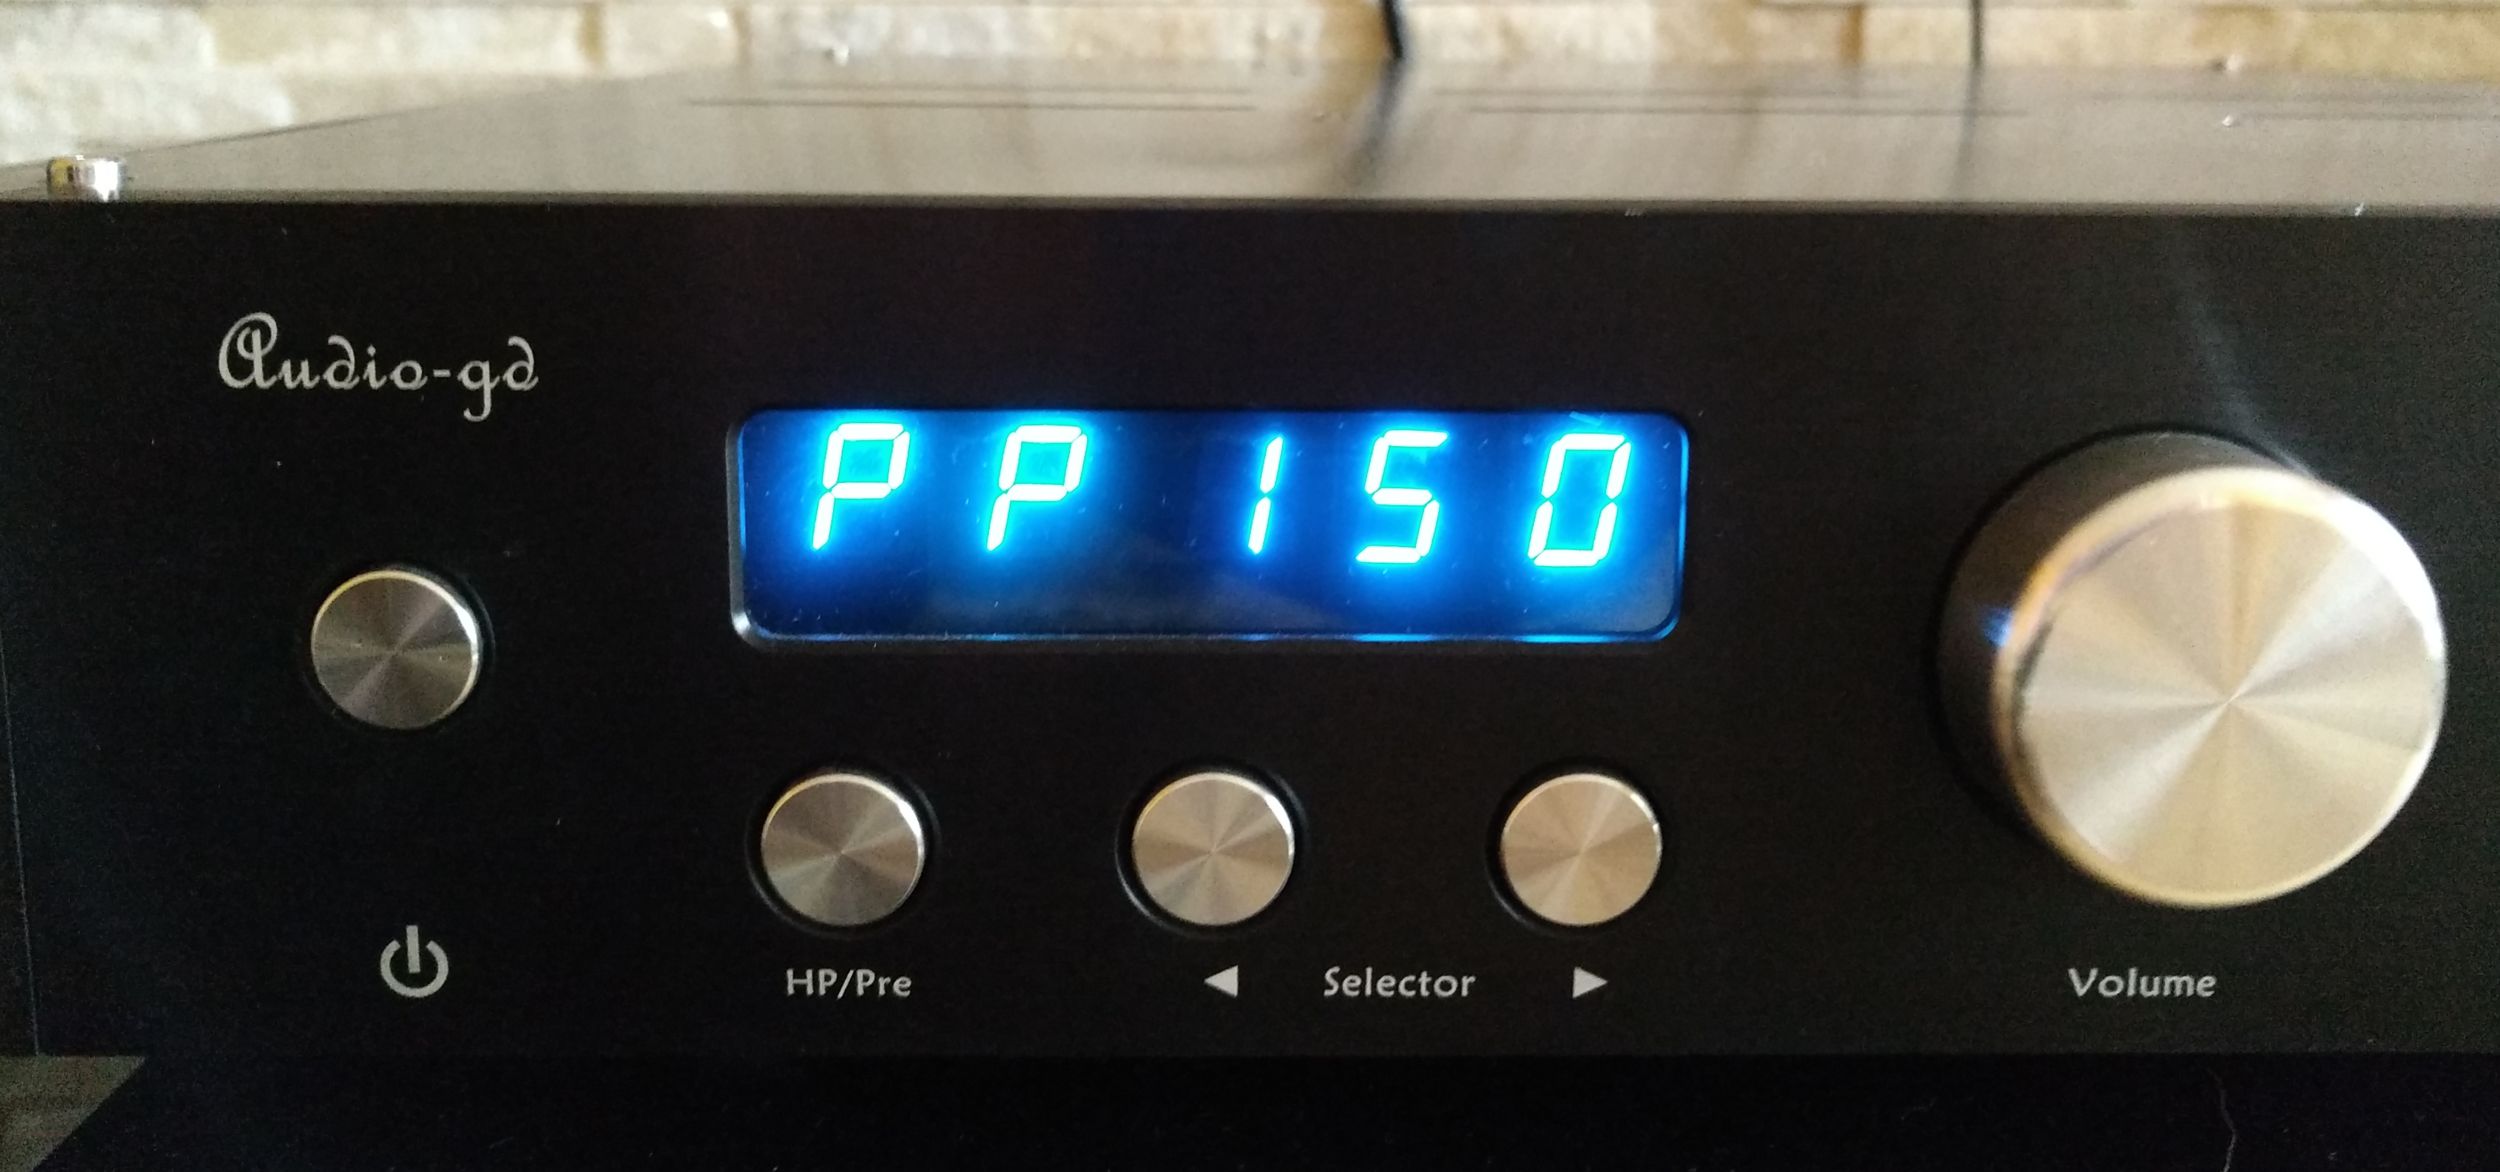 Audio-gd
PP 150
HP/Pre ◀ Selector ▶ Volume